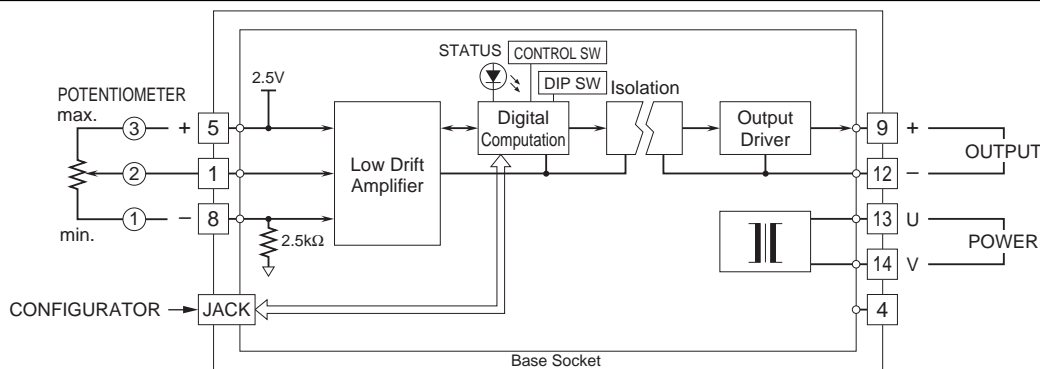 STATUS
CONTROL SW
DIP SW
Isolation
2.5V
POTENTIOMETER
max.
3 + 5
2 1
1 − 8
min.
Low Drift
Amplifier
Digital
Computation
Output
Driver
9 +
OUTPUT
12 −
13 U
POWER
14 V
4
2.5kΩ
CONFIGURATOR
JACK
Base Socket